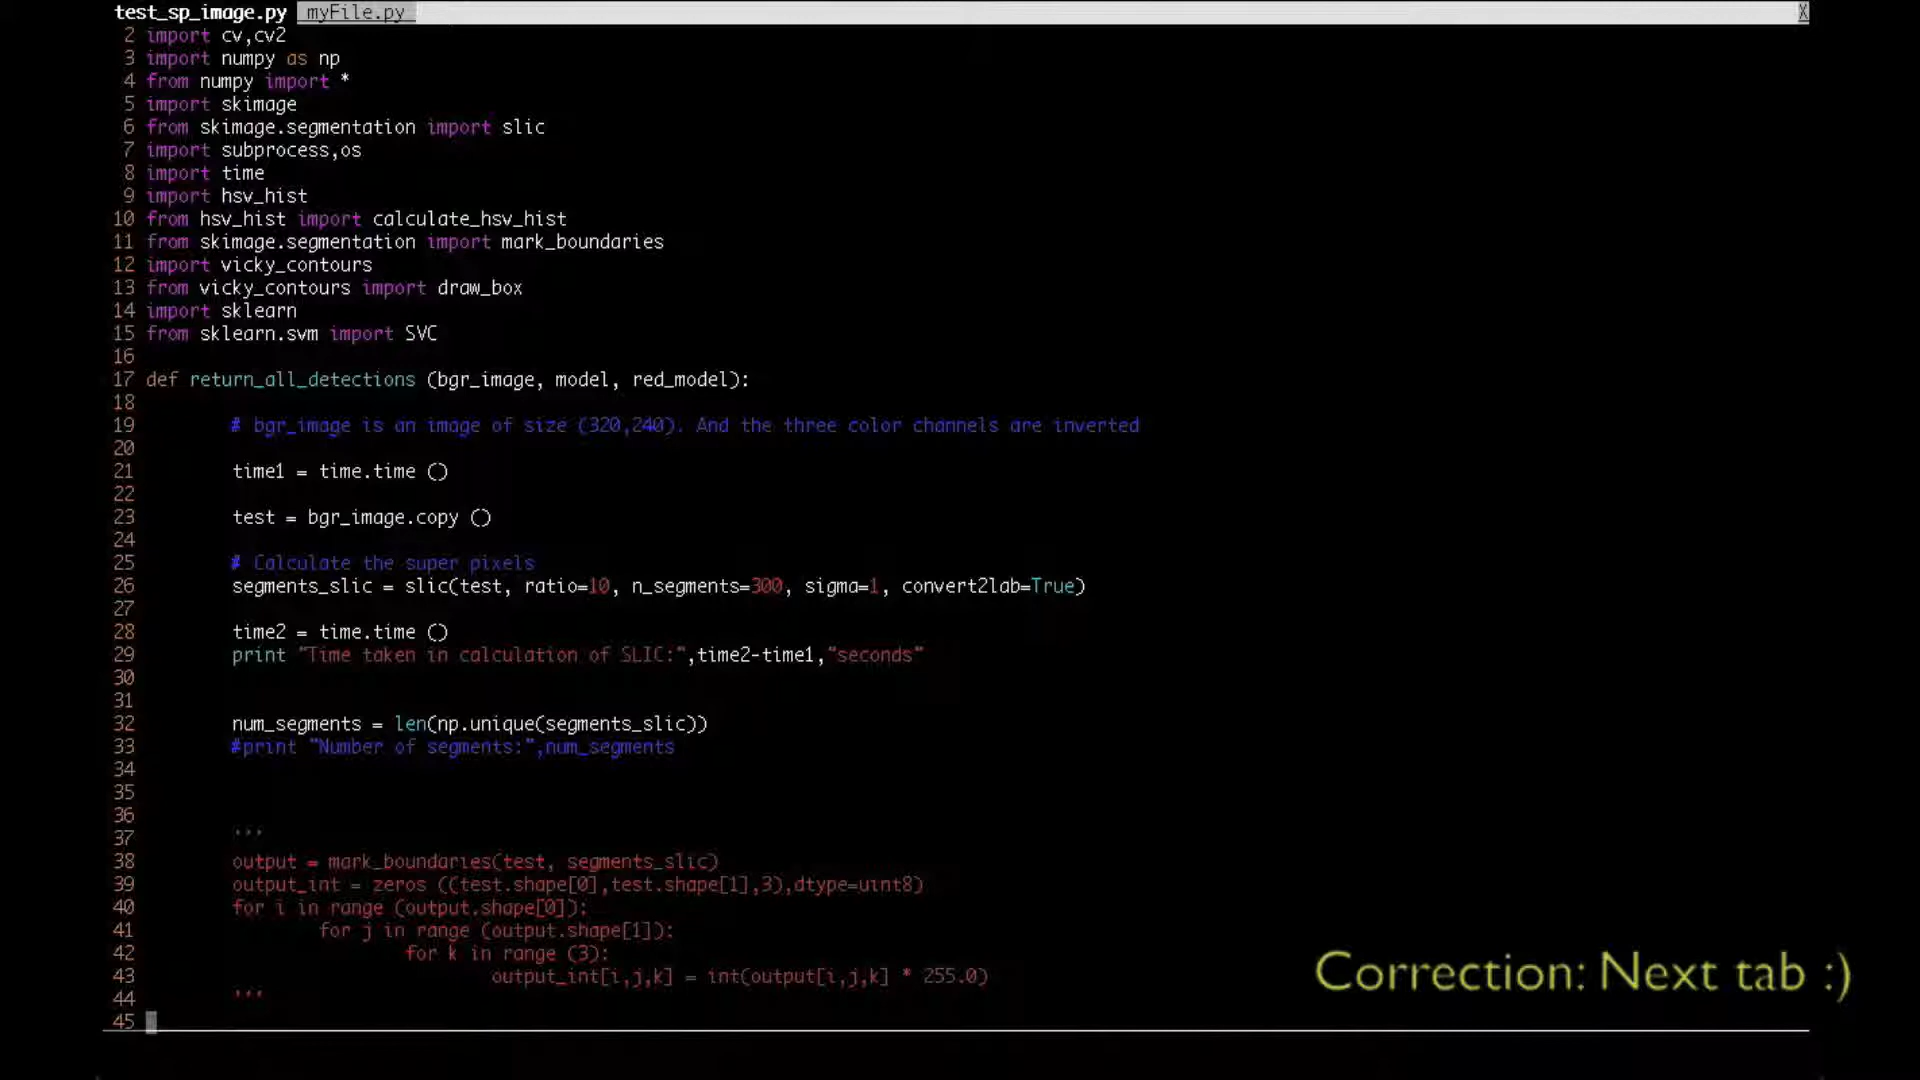 test_sp_image.py myFile.py X
2 import cv,cv2
3 import numpy as np
4 from numpy import *
5 import skimage
6 from skimage.segmentation import slic
7 import subprocess,os
8 import time
9 import hsv_hist
10 from hsv_hist import calculate_hsv_hist
11 from skimage.segmentation import mark_boundaries
12 import vicky_contours
13 from vicky_contours import draw_box
14 import sklearn
15 from sklearn.svm import SVC
16
17 def return_all_detections (bgr_image, model, red_model):
18
19 # bgr_image is an image of size (320,240). And the three color channels are inverted
20
21 time1 = time.time ()
22
23 test = bgr_image.copy ()
24
25 # Calculate the super pixels
26 segments_slic = slic(test, ratio=10, n_segments=300, sigma=1, convert2lab=True)
27
28 time2 = time.time ()
29 print "Time taken in calculation of SLIC:",time2-time1,"seconds"
30
31
32 num_segments = len(np.unique(segments_slic))
33 #print "Number of segments:",num_segments
34
35
36
37 '''
38 output = mark_boundaries(test, segments_slic)
39 output_int = zeros ((test.shape[0],test.shape[1],3),dtype=uint8)
40 for i in range (output.shape[0]):
41 for j in range (output.shape[1]):
42 for k in range (3):
43 output_int[i,j,k] = int(output[i,j,k] * 255.0)
44 '''
45
Correction: Next tab :)